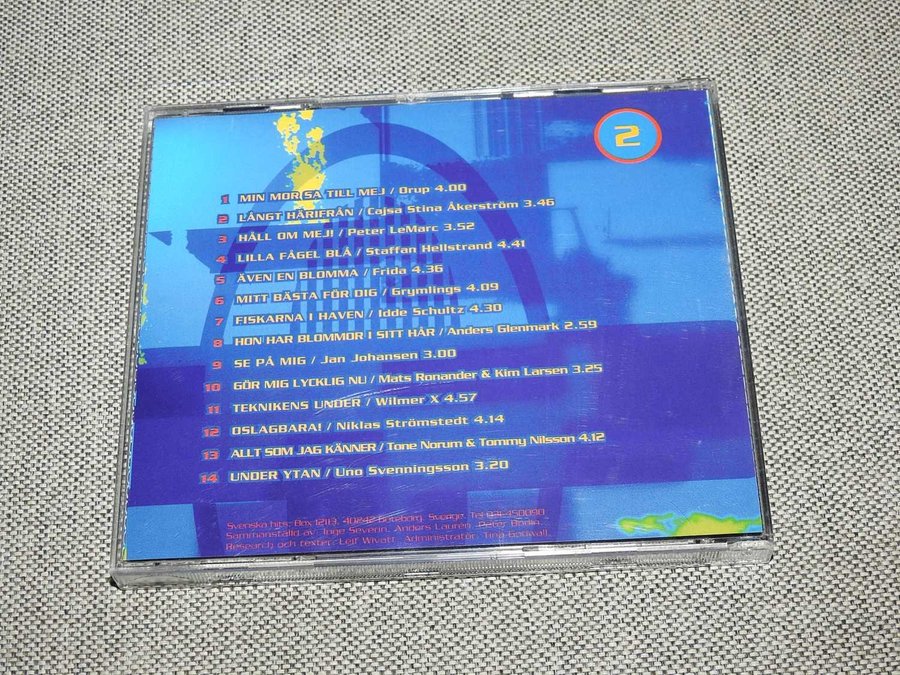 2
1 MIN MOR SA TILL MEJ / Orup 4.00
2 LÅNGT HÄRIFRÅN / Cajsa Stina Åkerström 3.46
3 HÅLL OM MEJ! / Peter LeMarc 3.52
4 LILLA FÅGEL BLÅ / Staffan Hellstrand 4.41
5 ÄVEN EN BLOMMA / Frida 4.36
6 MITT BÄSTA FÖR DIG / Grymlings 4.09
7 FISKARNA I HAVEN / Idde Schultz 4.30
8 HON HAR BLOMMOR I SITT HÅR / Anders Glenmark 2.59
9 SE PÅ MIG / Jan Johansen 3.00
10 GÖR MIG LYCKLIG NU / Mats Ronander & Kim Larsen 3.25
11 TEKNIKENS UNDER / Wilmer X 4.57
12 OSLAGBARA! / Niklas Strömstedt 4.14
13 ALLT SOM JAG KÄNNER / Tone Norum & Tommy Nilsson 4.12
14 UNDER YTAN / Uno Svenningsson 3.20
Svenska hits: Box 12113, 40242 Göteborg, Sverige. Tel 031-450090.
Sammanställd av: Inge Severin, Anders Lauren, Peter Bodin.
Research och texter: Leif Wivatt. Administratör: Tina